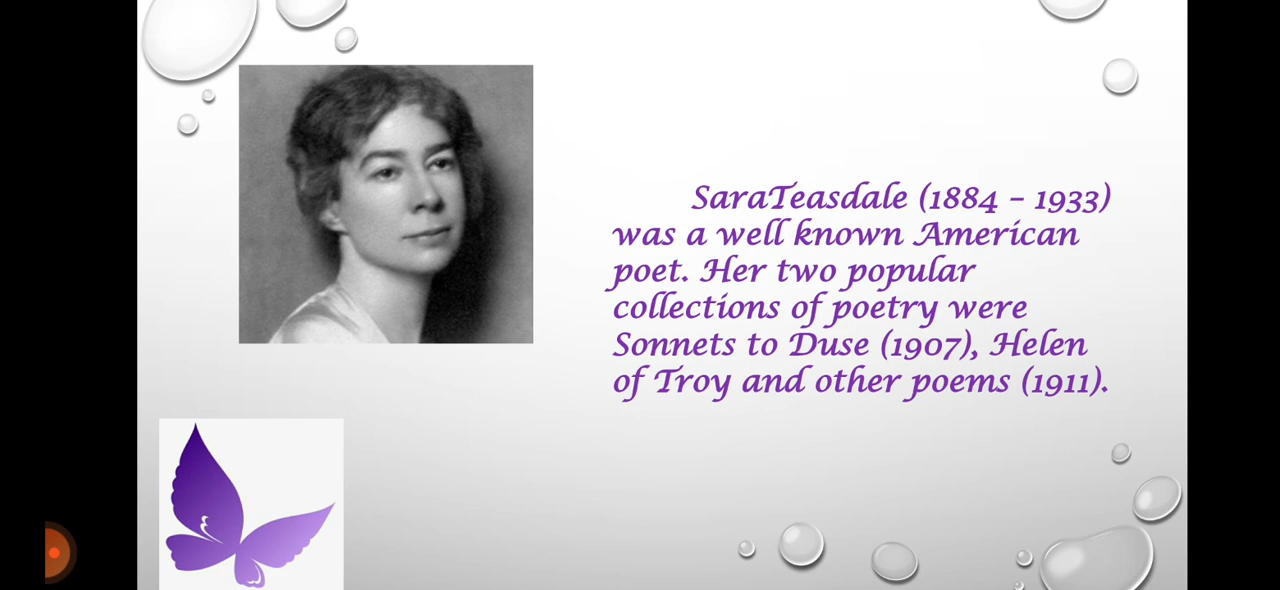 SaraTeasdale (1884 – 1933)
was a well known American
poet. Her two popular
collections of poetry were
Sonnets to Duse (1907), Helen
of Troy and other poems (1911).